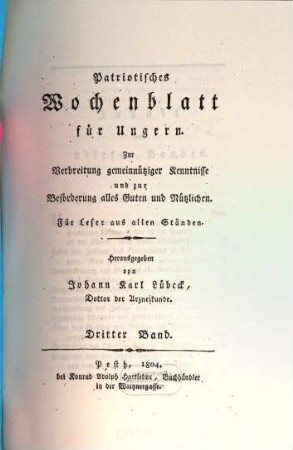 Patriotisches
Wochenblatt
für Ungern.
Zur
Verbreitung gemeinnütziger Kenntnisse
und zur
Beförderung alles Guten und Nützlichen.
Für Leser aus allen Ständen.
Herausgegeben
von
Johann Karl Lübeck,
Doktor der Arzneikunde.
Dritter Band.
Pesth, 1804.
bei Konrad Adolph Hartleben, Buchhändler
in der Waitznergasse.